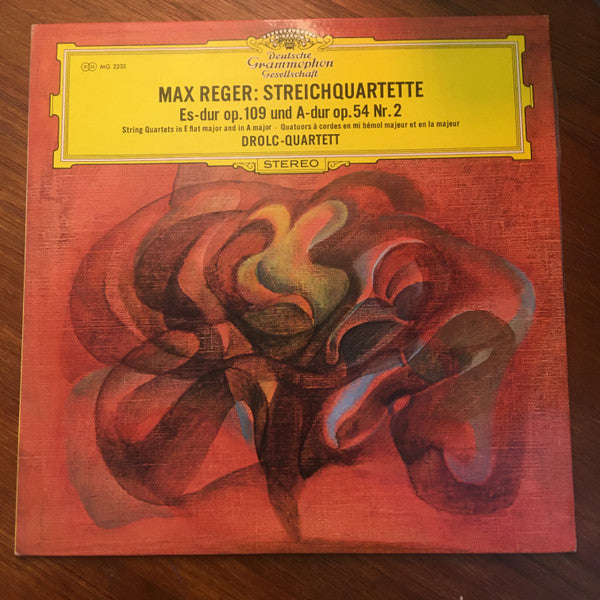 MG 2232
Deutsche
Grammophon
Gesellschaft
MAX REGER: STREICHQUARTETTE
Es-dur op. 109 und A-dur op. 54 Nr. 2
String Quartets in E flat major and in A major · Quatuors à cordes en mi bémol majeur et en la majeur
DROLC-QUARTETT
STEREO